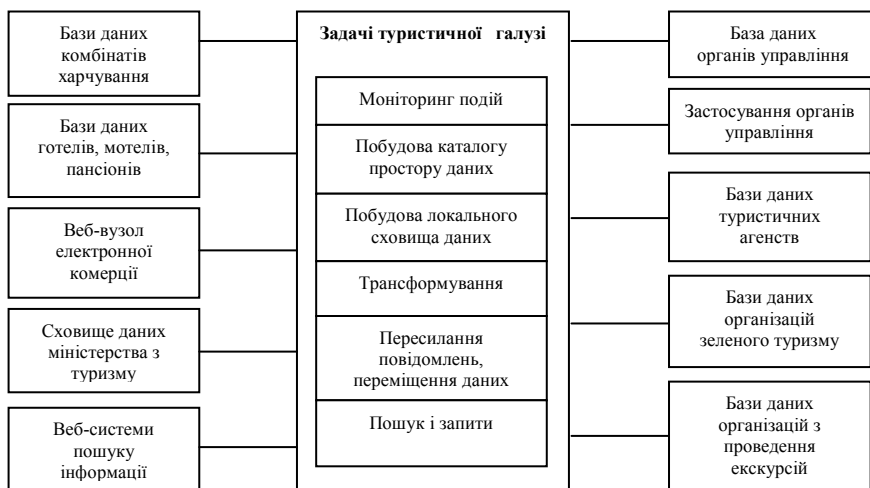 Бази даних
комбінатів
харчування
Бази даних
готелів, мотелів,
пансіонів
Веб-вузол
електронної
комерції
Сховище даних
міністерства з
туризму
Веб-системи
пошуку
інформації
Задачі туристичної галузі
Моніторинг подій
Побудова каталогу
простору даних
Побудова локального
сховища даних
Трансформування
Пересилання
повідомлень,
переміщення даних
Пошук і запити
База даних
органів управління
Застосування органів
управління
Бази даних
туристичних
агенств
Бази даних
організацій
зеленого туризму
Бази даних
організацій з
проведення
екскурсій